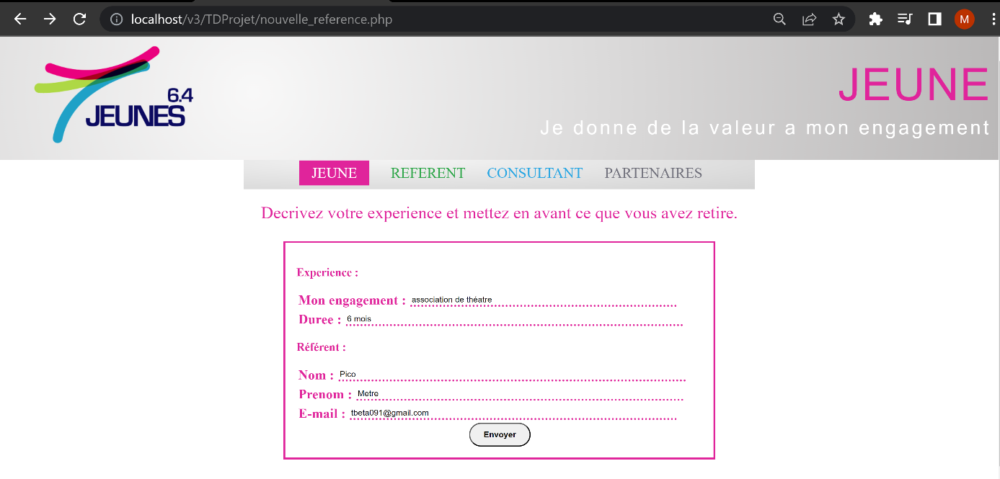 localhost/v3/TDProjet/nouvelle_reference.php
M
6.4
JEUNES
JEUNE
Je donne de la valeur a mon engagement
JEUNE REFERENT CONSULTANT PARTENAIRES
Decrivez votre experience et mettez en avant ce que vous avez retire.
Experience :
Mon engagement : association de théatre
Duree : 6 mois
Référent :
Nom : Pico
Prenom : Metre
E-mail : tbeta091@gmail.com
Envoyer